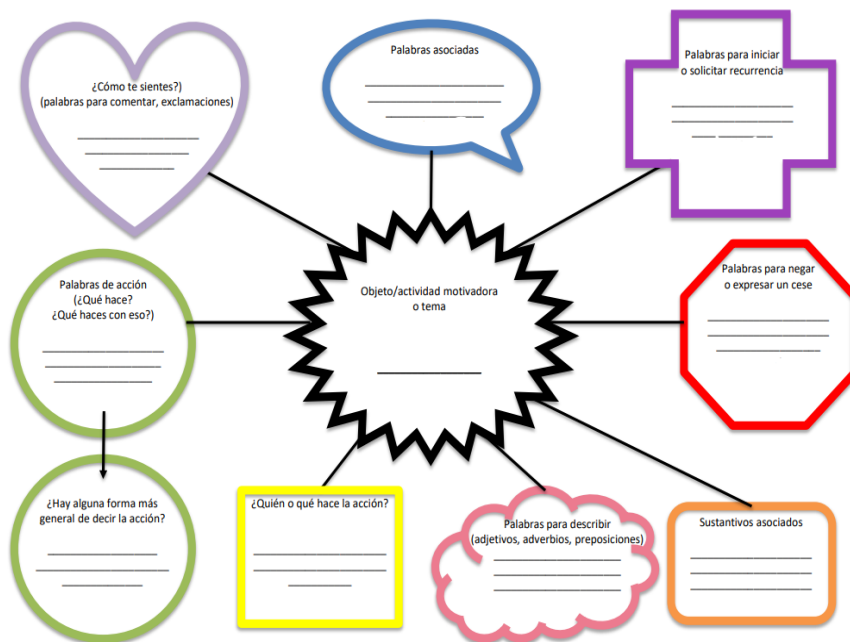 ¿Cómo te sientes?)
(palabras para comentar, exclamaciones)
Palabras asociadas
Palabras para iniciar
o solicitar recurrencia
Palabras de acción
(¿Qué hace?
¿Qué haces con eso?)
Objeto/actividad motivadora
o tema
Palabras para negar
o expresar un cese
¿Hay alguna forma más
general de decir la acción?
¿Quién o qué hace la acción?
Palabras para describir
(adjetivos, adverbios, preposiciones)
Sustantivos asociados